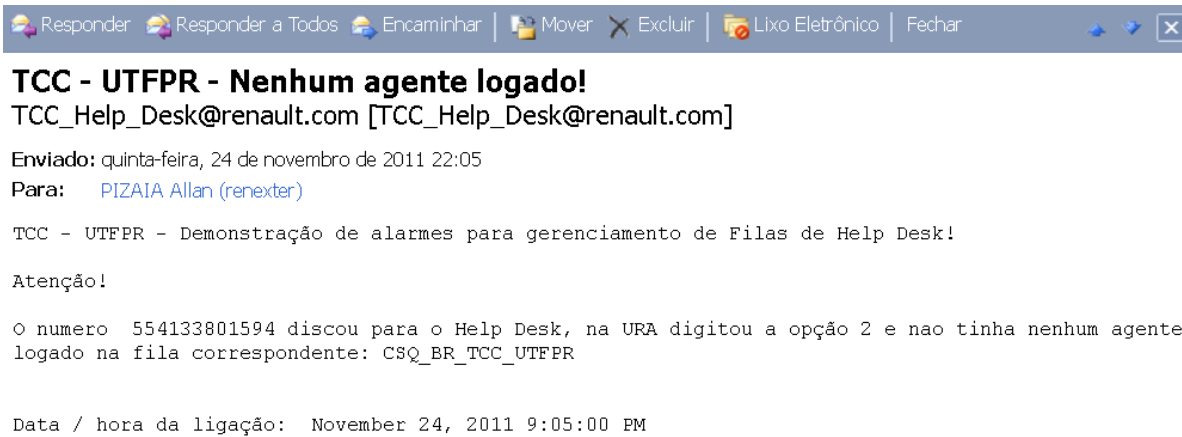 Responder Responder a Todos Encaminhar Mover Excluir Lixo Eletrônico Fechar
TCC - UTFPR - Nenhum agente logado!
TCC_Help_Desk@renault.com [TCC_Help_Desk@renault.com]
Enviado: quinta-feira, 24 de novembro de 2011 22:05
Para: PIZAIA Allan (renexter)
TCC - UTFPR - Demonstração de alarmes para gerenciamento de Filas de Help Desk!
Atenção!
O numero 554133801594 discou para o Help Desk, na URA digitou a opção 2 e nao tinha nenhum agente
logado na fila correspondente: CSQ_BR_TCC_UTFPR
Data / hora da ligação: November 24, 2011 9:05:00 PM